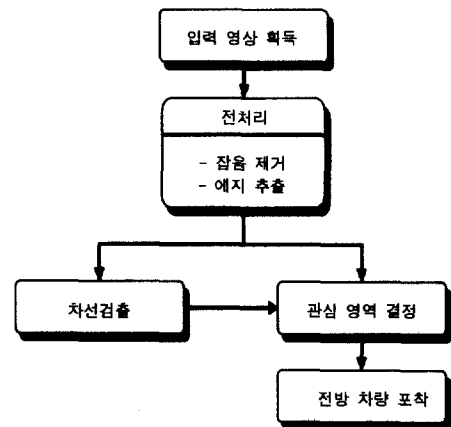 입력 영상 획득
전처리
- 잡음 제거
- 에지 추출
차선검출
관심 영역 결정
전방 차량 포착